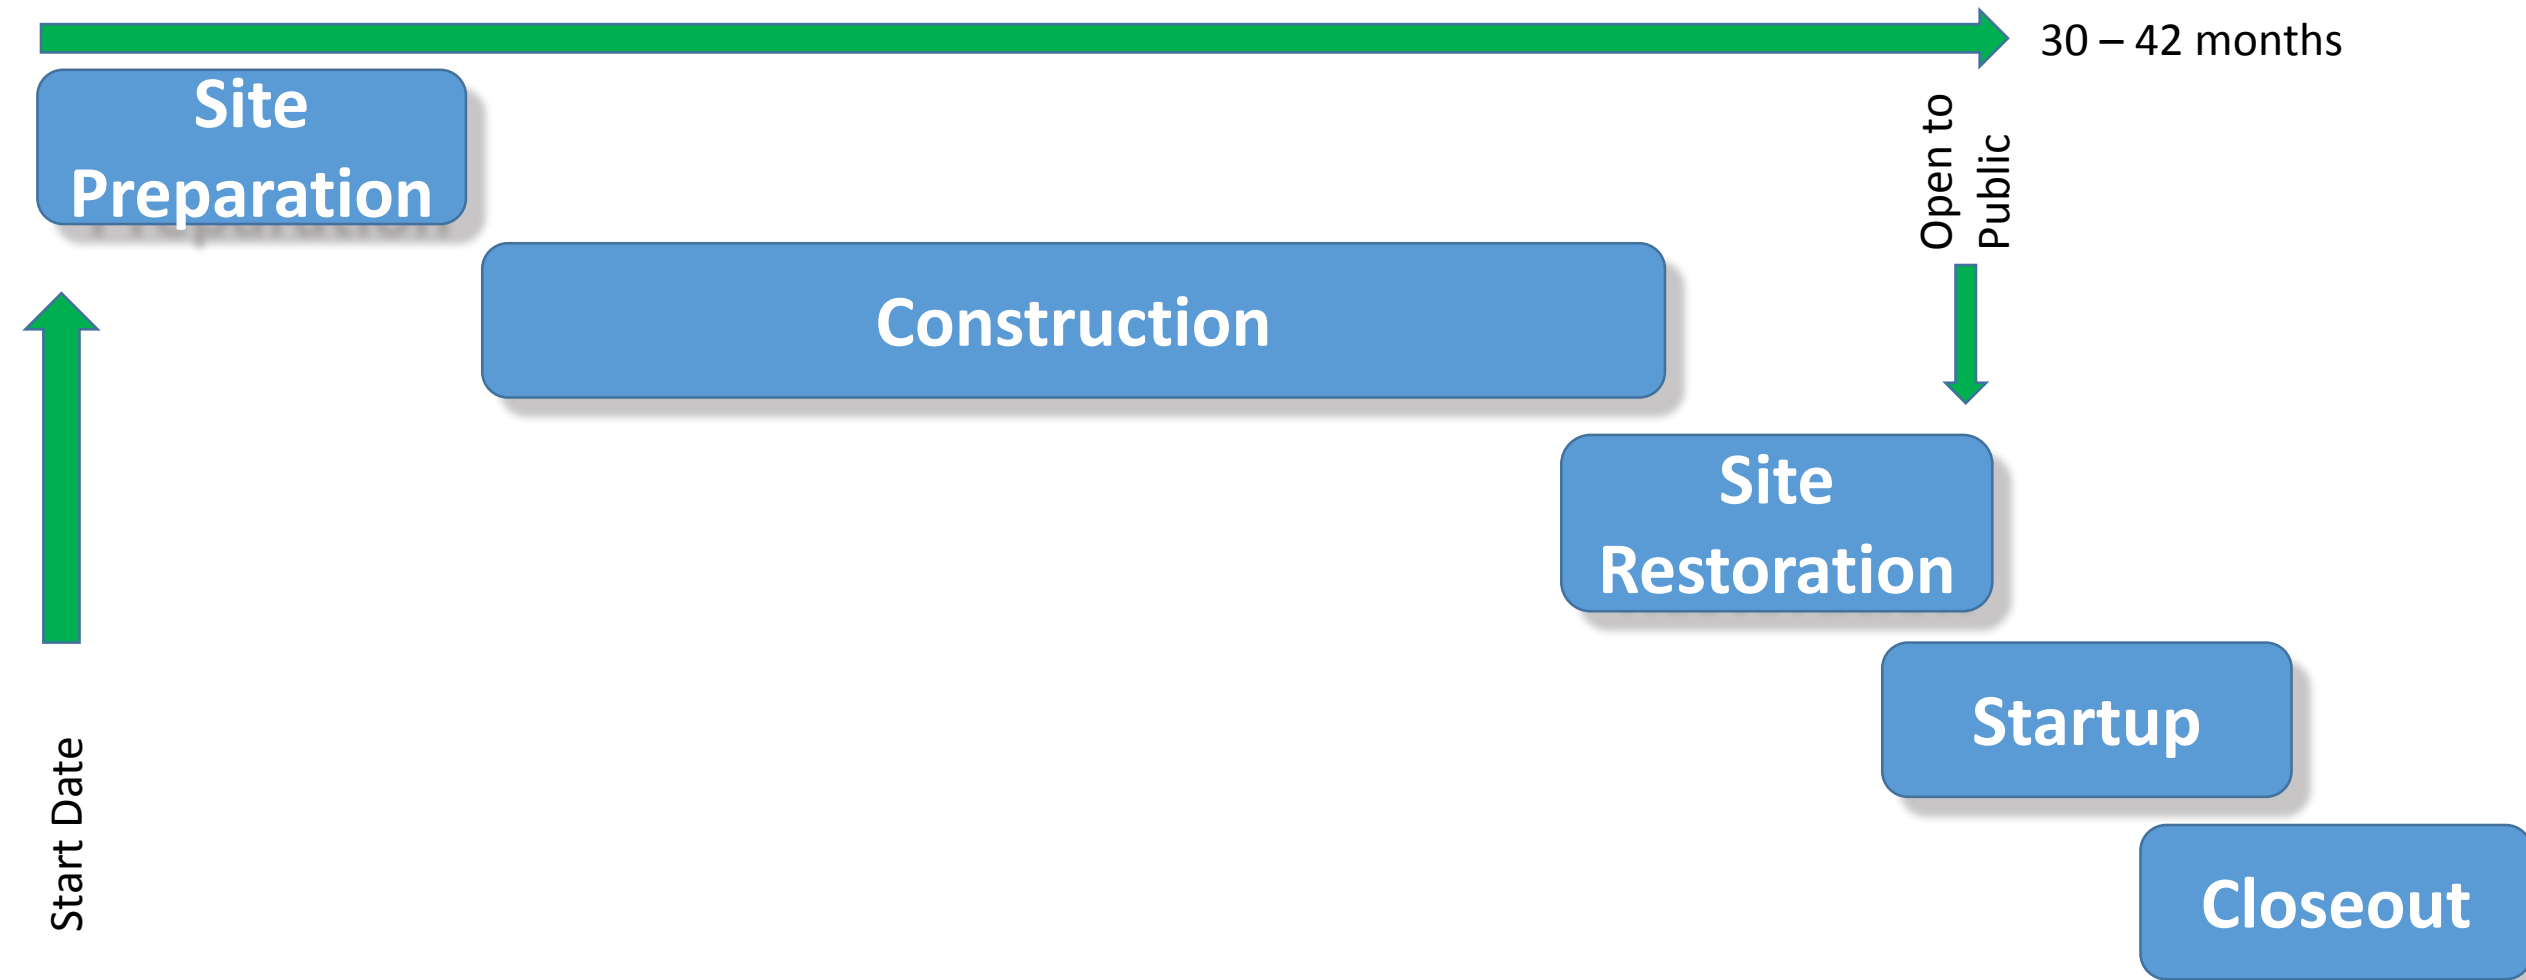 30 – 42 months
Site
Preparation
Open to
Public
Construction
Site
Restoration
Startup
Start Date
Closeout